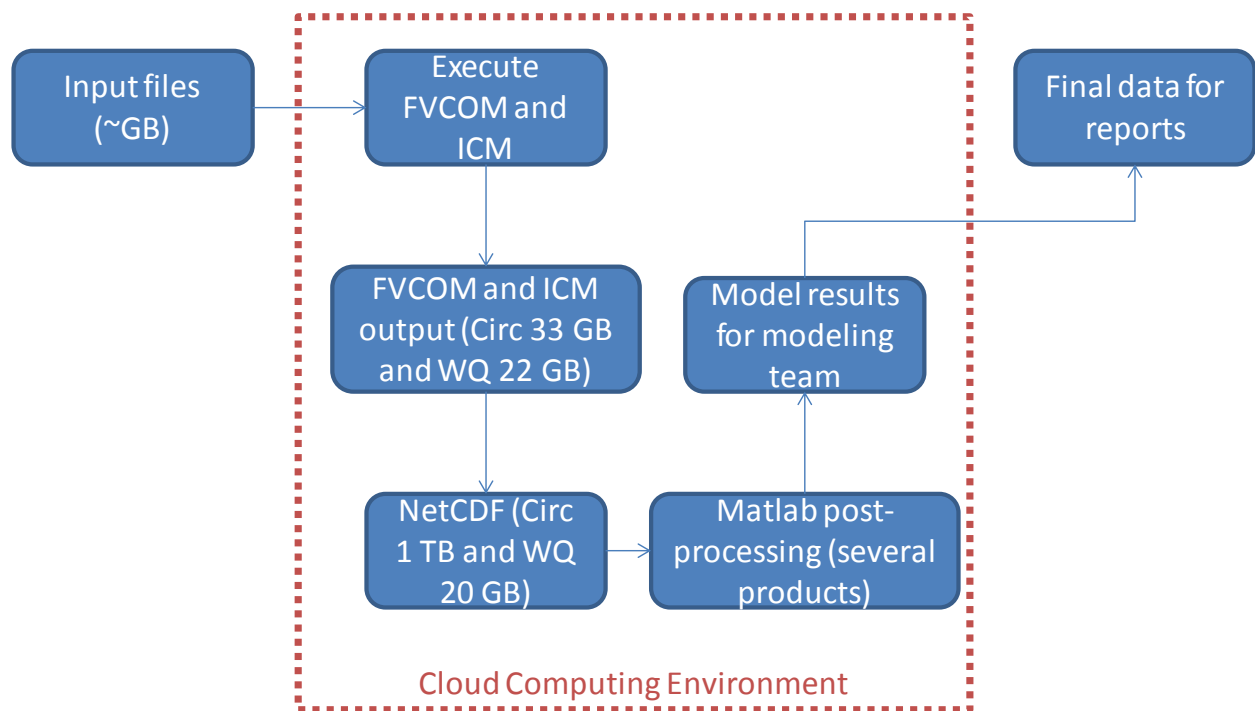 Input files
(~GB)
Execute
FVCOM and
ICM
Final data for
reports
FVCOM and ICM
output (Circ 33 GB
and WQ 22 GB)
Model results
for modeling
team
NetCDF (Circ
1 TB and WQ
20 GB)
Matlab post-
processing (several
products)
Cloud Computing Environment